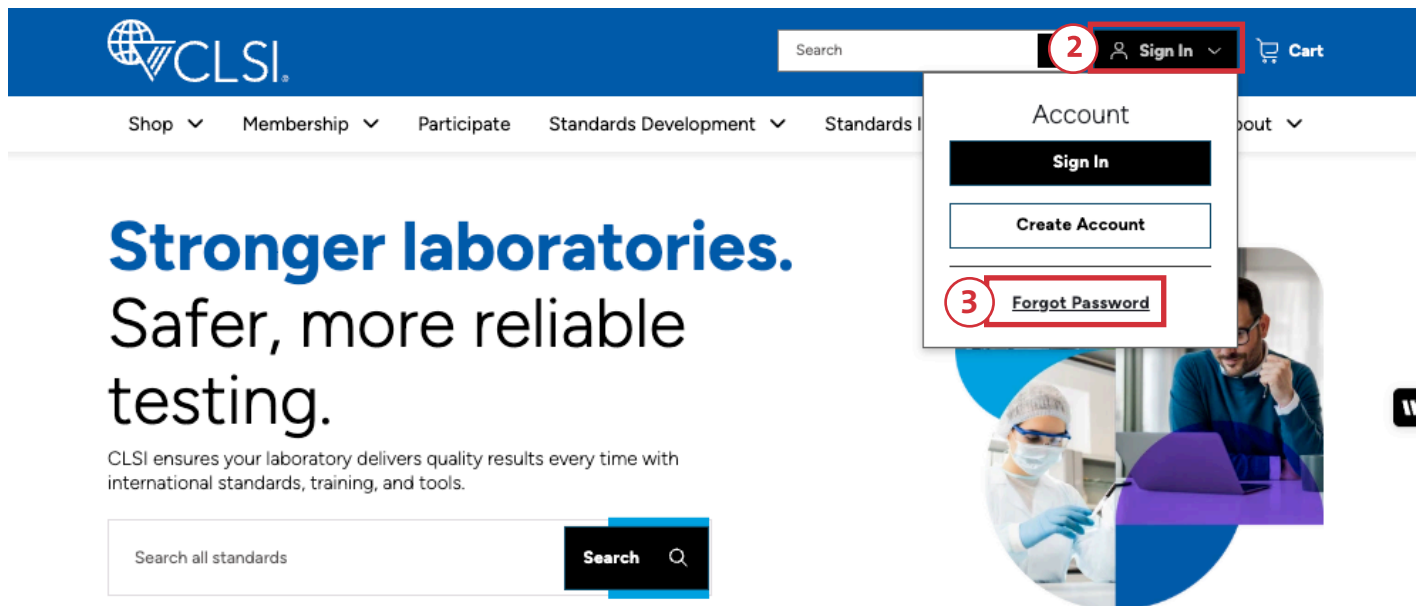 CLSI®
Search
2
Sign In
Cart
Shop
Membership
Participate
Standards Development
Standards
Account
Sign In
Create Account
3
Forgot Password
Stronger laboratories.
Safer, more reliable
testing.
CLSI ensures your laboratory delivers quality results every time with
international standards, training, and tools.
Search all standards
Search